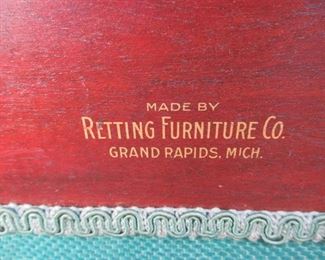 MADE BY
RETTING FURNITURE CO.
GRAND RAPIDS, MICH.